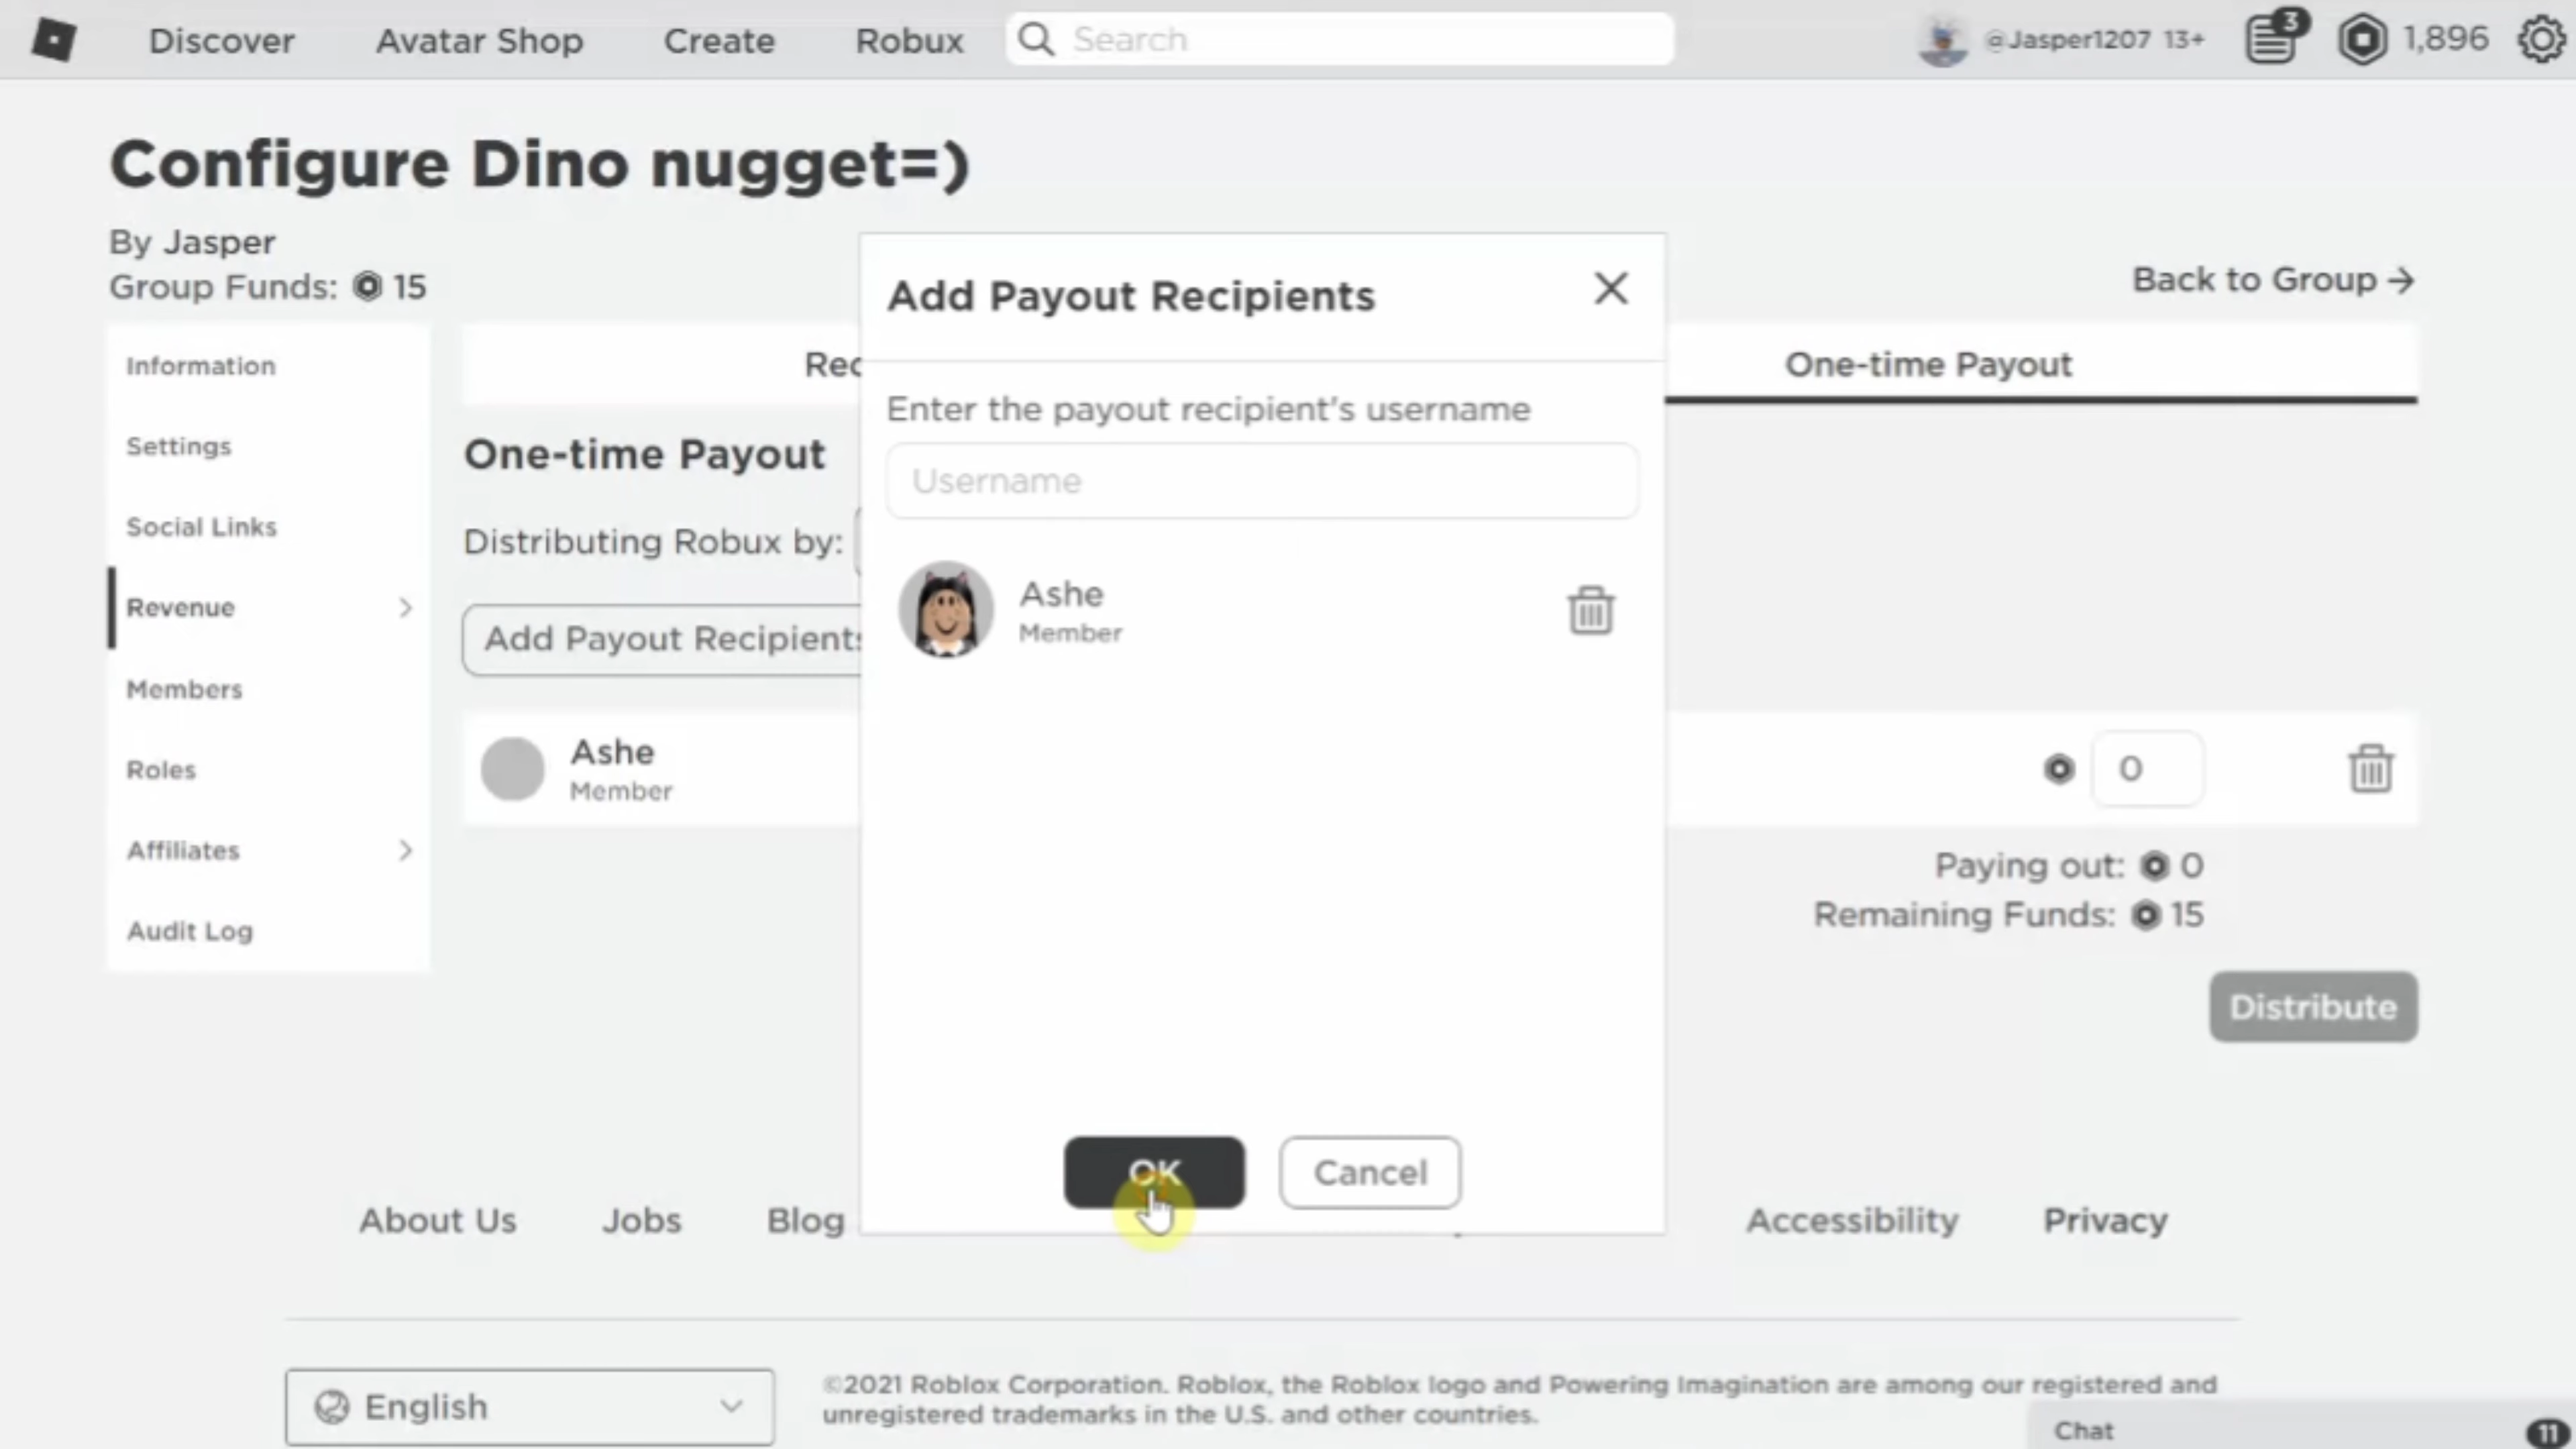 Discover Avatar Shop Create Robux Search @Jasper1207 13+ 3 1,896
Configure Dino nugget=)
By Jasper
Group Funds: 15
Back to Group →
Information
Settings
Social Links
Revenue
Members
Roles
Affiliates
Audit Log
Rec
One-time Payout
One-time Payout
Distributing Robux by:
Add Payout Recipients
Ashe
Member
0
Paying out: 0
Remaining Funds: 15
Distribute
Add Payout Recipients
Enter the payout recipient's username
Username
Ashe
Member
OK Cancel
About Us Jobs Blog Accessibility Privacy
English
©2021 Roblox Corporation. Roblox, the Roblox logo and Powering Imagination are among our registered and
unregistered trademarks in the U.S. and other countries.
Chat 11